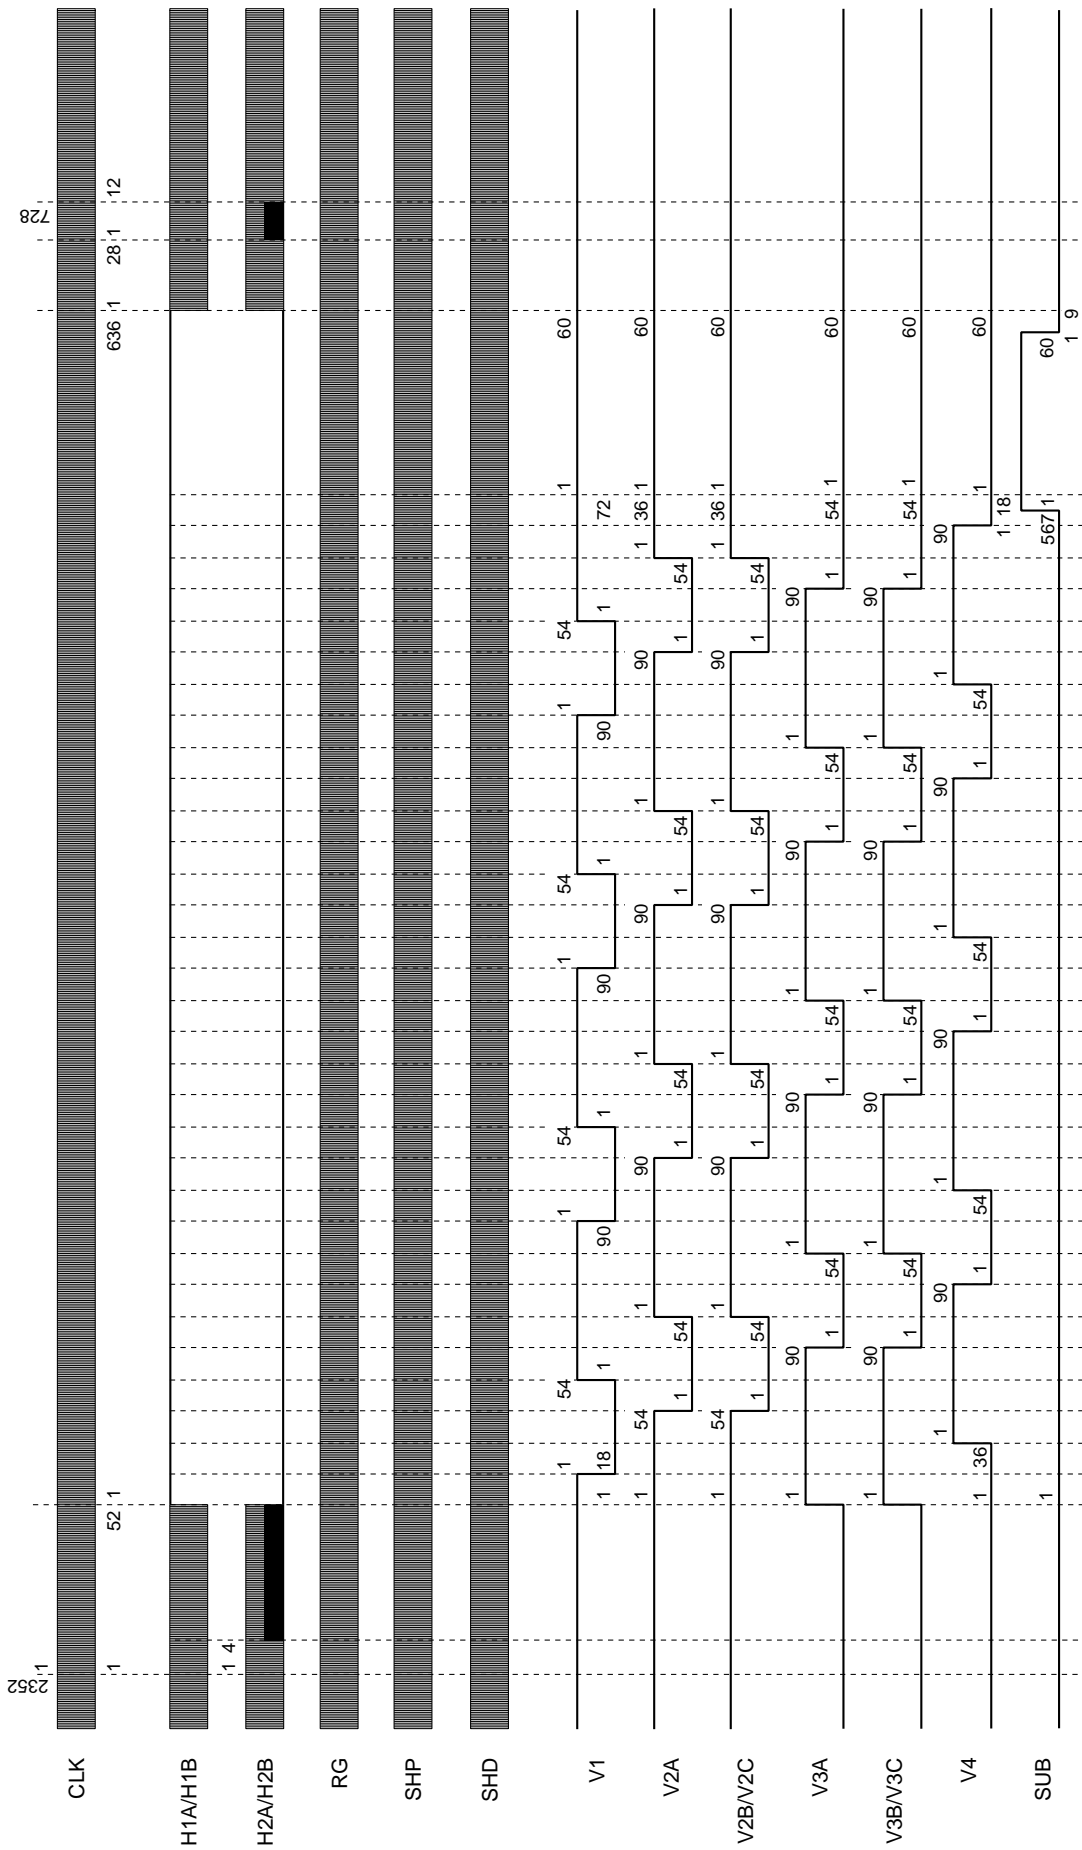 2352 1 728
CLK
1 52 1 636 1 28 1 12
H1A/H1B
1 4
H2A/H2B
RG
SHP
SHD
1 54 1 54 1 54 1 54 1 60
V1
1 18 1 90 1 90 1 90 1 72
1 54 1 90 1 90 1 90 1 36 1 60
V2A
1 54 1 54 1 54 1 54
1 54 1 90 1 90 1 90 1 36 1 60
V2B/V2C
1 54 1 54 1 54 1 54
1 90 1 90 1 90 1 90
V3A
1 54 1 54 1 54 1 54 1 60
1 90 1 90 1 90 1 90
V3B/V3C
1 54 1 54 1 54 1 54 1 60
1 90 1 90 1 90 1 90
V4
1 36 1 54 1 54 1 54 1 60
1 18
SUB
1 567 1 60
1 9